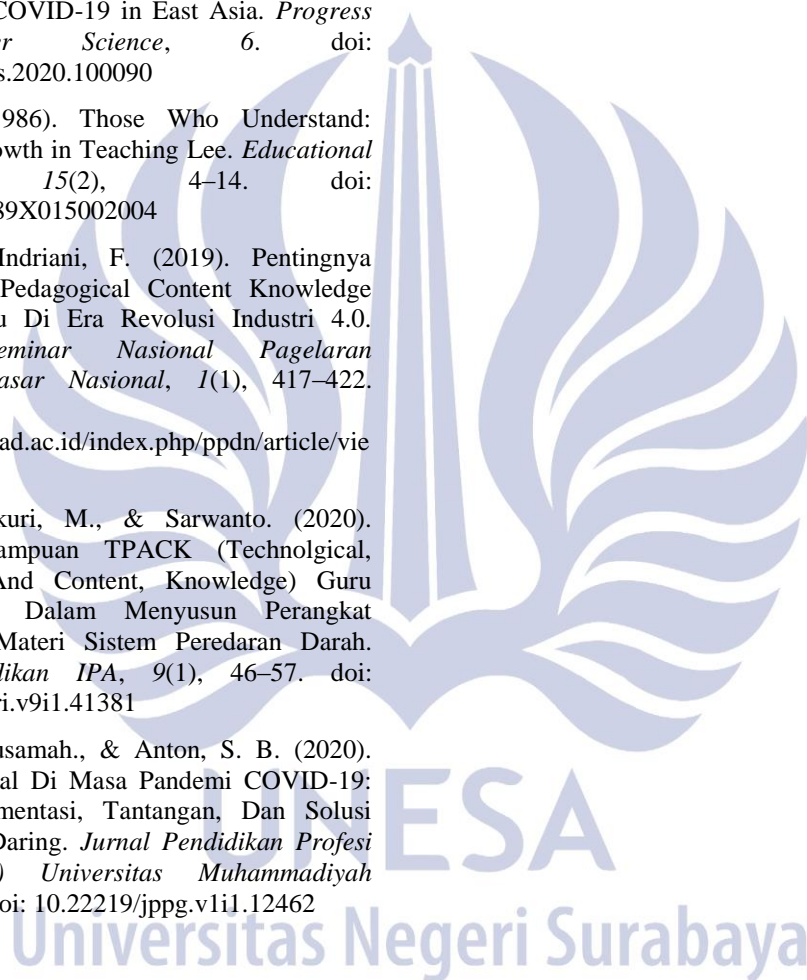 COVID-19 in East Asia. Progress
Science, 6. doi:
s.2020.100090
986). Those Who Understand:
owth in Teaching Lee. Educational
15(2), 4–14. doi:
89X015002004
Indriani, F. (2019). Pentingnya
Pedagogical Content Knowledge
u Di Era Revolusi Industri 4.0.
eminar Nasional Pagelaran
asar Nasional, 1(1), 417–422.
ad.ac.id/index.php/ppdn/article/vie
kuri, M., & Sarwanto. (2020).
ampuan TPACK (Technolgical,
And Content, Knowledge) Guru
Dalam Menyusun Perangkat
Materi Sistem Peredaran Darah.
likan IPA, 9(1), 46–57. doi:
ri.v9i1.41381
usamah., & Anton, S. B. (2020).
al Di Masa Pandemi COVID-19:
mentasi, Tantangan, Dan Solusi
Daring. Jurnal Pendidikan Profesi
) Universitas Muhammadiyah
oi: 10.22219/jppg.v1i1.12462
UNESA
Universitas Negeri Surabaya